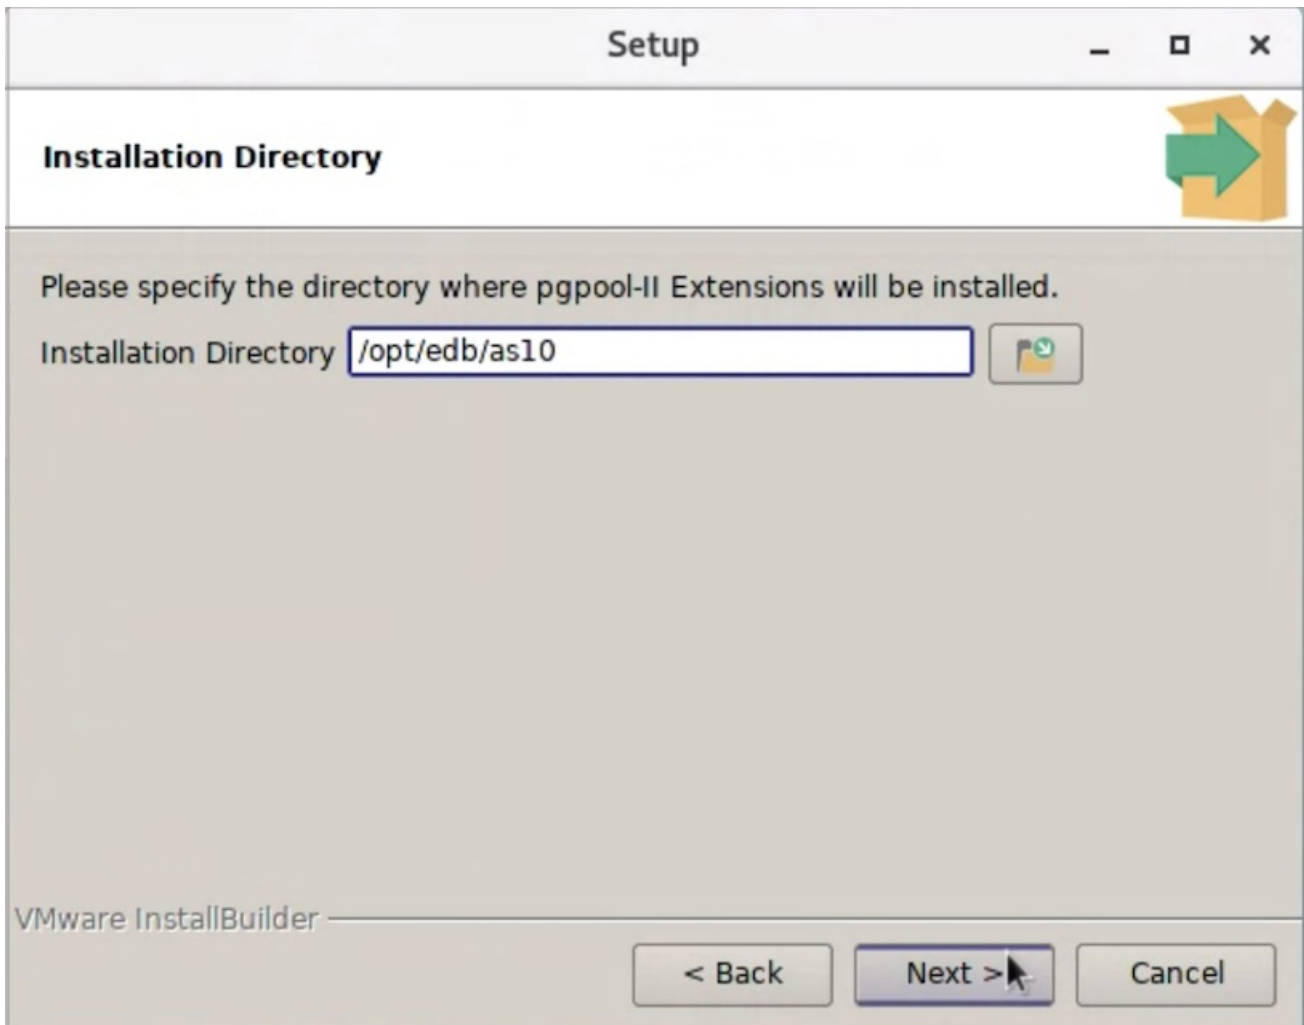 Setup
Installation Directory
Please specify the directory where pgpool-II Extensions will be installed.
Installation Directory /opt/edb/as10
VMware InstallBuilder
< Back Next > Cancel